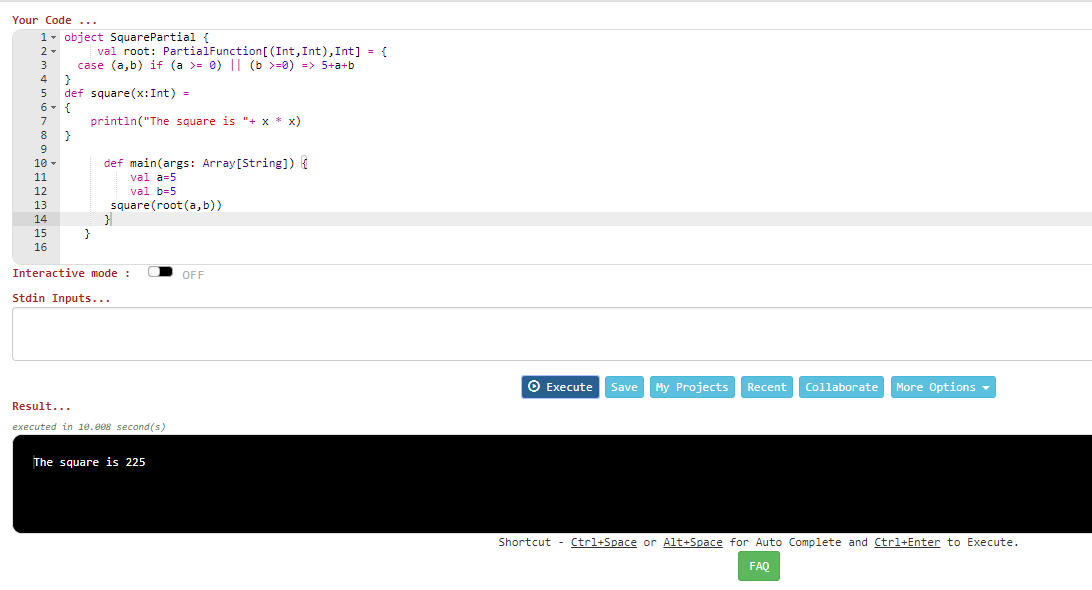 Your Code ...
1 object SquarePartial {
2 val root: PartialFunction[(Int,Int),Int] = {
3 case (a,b) if (a >= 0) || (b >=0) => 5+a+b
4 }
5 def square(x:Int) =
6 {
7 println("The square is "+ x * x)
8 }
9
10 def main(args: Array[String]) {
11 val a=5
12 val b=5
13 square(root(a,b))
14 }
15 }
16
Interactive mode : OFF
Stdin Inputs...
Execute Save My Projects Recent Collaborate More Options
Result...
executed in 10.008 second(s)
The square is 225
Shortcut - Ctrl+Space or Alt+Space for Auto Complete and Ctrl+Enter to Execute.
FAQ